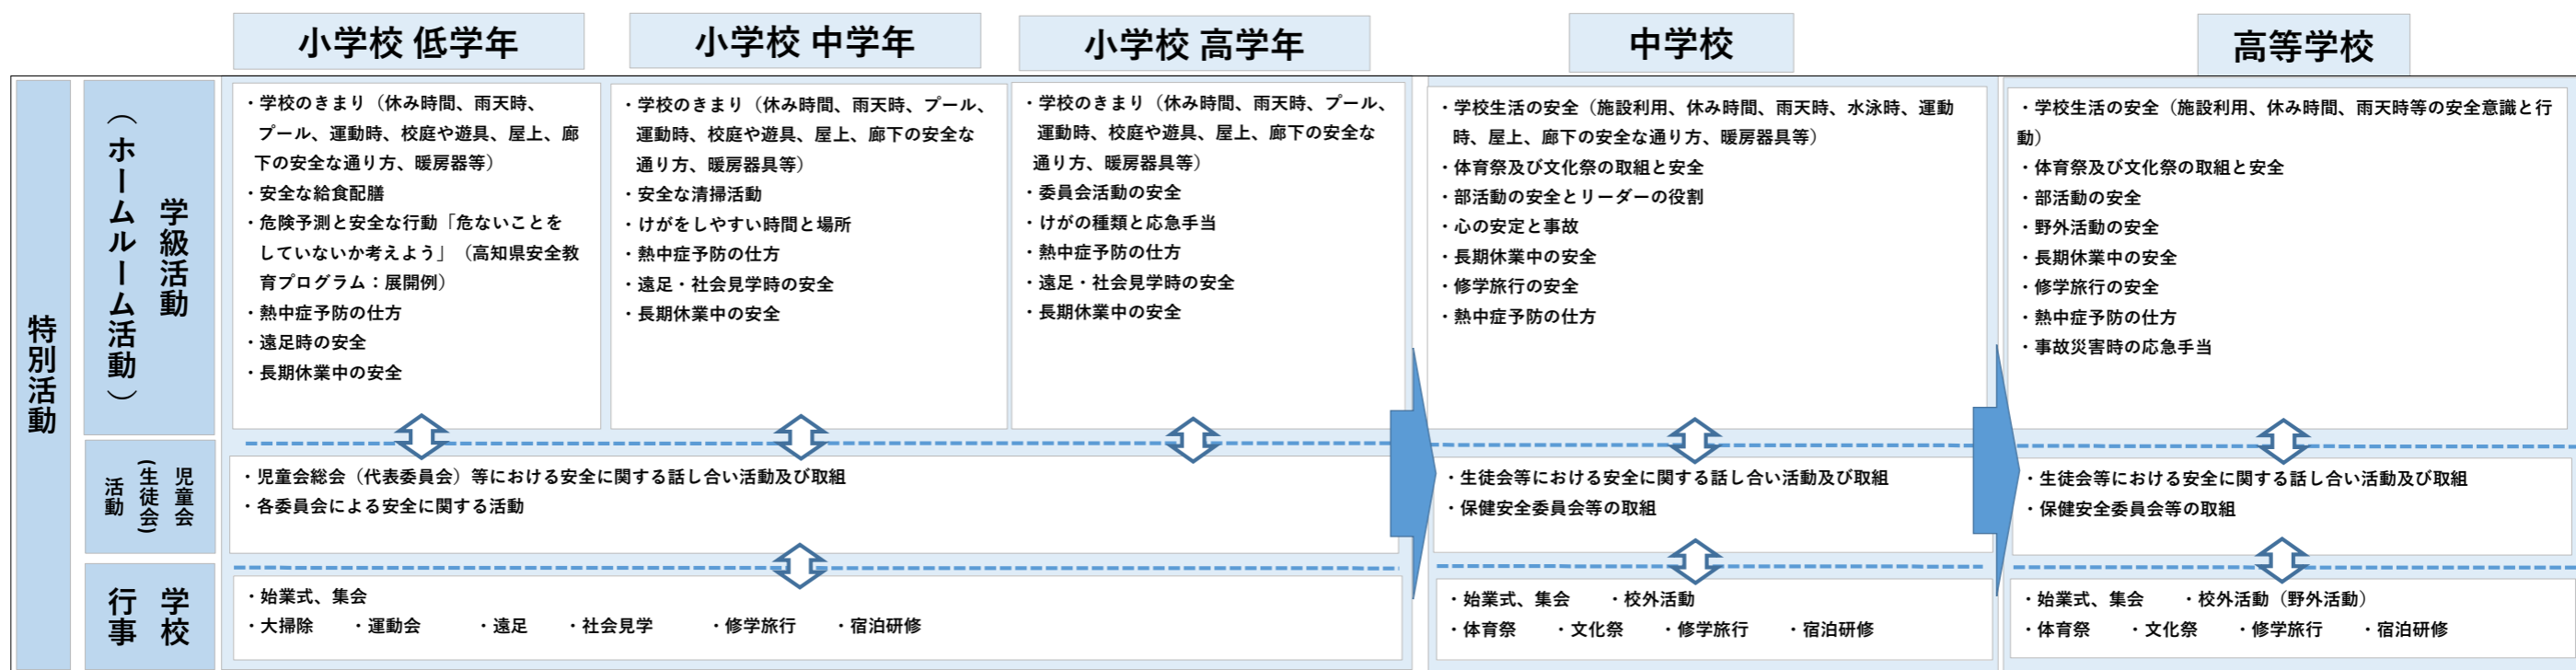 小学校 低学年
小学校 中学年
小学校 高学年
中学校
高等学校
特別活動
学級活動
（ホームルーム活動）
・学校のきまり（休み時間、雨天時、
プール、運動時、校庭や遊具、屋上、廊
下の安全な通り方、暖房器等）
・安全な給食配膳
・危険予測と安全な行動「危ないことを
していないか考えよう」（高知県安全教
育プログラム：展開例）
・熱中症予防の仕方
・遠足時の安全
・長期休業中の安全
・学校のきまり（休み時間、雨天時、プール、
運動時、校庭や遊具、屋上、廊下の安全な
通り方、暖房器具等）
・安全な清掃活動
・けがをしやすい時間と場所
・熱中症予防の仕方
・遠足・社会見学時の安全
・長期休業中の安全
・学校のきまり（休み時間、雨天時、プール、
運動時、校庭や遊具、屋上、廊下の安全な
通り方、暖房器具等）
・委員会活動の安全
・けがの種類と応急手当
・熱中症予防の仕方
・遠足・社会見学時の安全
・長期休業中の安全
・学校生活の安全（施設利用、休み時間、雨天時、水泳時、運動
時、屋上、廊下の安全な通り方、暖房器具等）
・体育祭及び文化祭の取組と安全
・部活動の安全とリーダーの役割
・心の安定と事故
・長期休業中の安全
・修学旅行の安全
・熱中症予防の仕方
・学校生活の安全（施設利用、休み時間、雨天時等の安全意識と行
動）
・体育祭及び文化祭の取組と安全
・部活動の安全
・野外活動の安全
・長期休業中の安全
・修学旅行の安全
・熱中症予防の仕方
・事故災害時の応急手当
児童会
(生徒会)
活動
・児童会総会（代表委員会）等における安全に関する話し合い活動及び取組
・各委員会による安全に関する活動
・生徒会等における安全に関する話し合い活動及び取組
・保健安全委員会等の取組
・生徒会等における安全に関する話し合い活動及び取組
・保健安全委員会等の取組
学校
行事
・始業式、集会
・大掃除 ・運動会 ・遠足 ・社会見学 ・修学旅行 ・宿泊研修
・始業式、集会 ・校外活動
・体育祭 ・文化祭 ・修学旅行 ・宿泊研修
・始業式、集会 ・校外活動（野外活動）
・体育祭 ・文化祭 ・修学旅行 ・宿泊研修